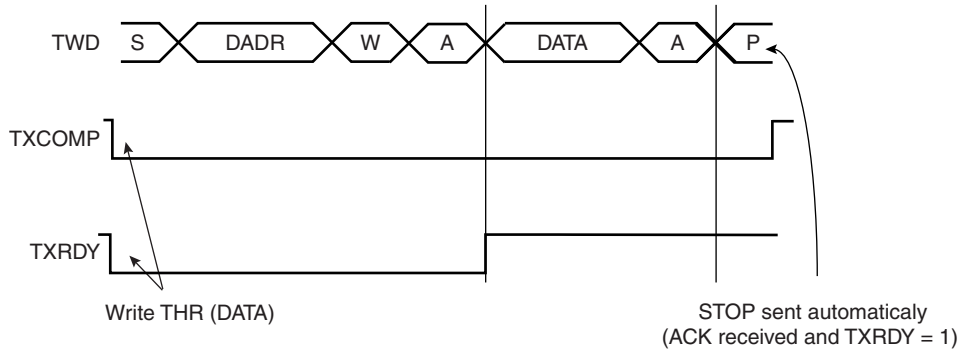 TWD S DADR W A DATA A P
TXCOMP
TXRDY
Write THR (DATA)
STOP sent automaticaly
(ACK received and TXRDY = 1)